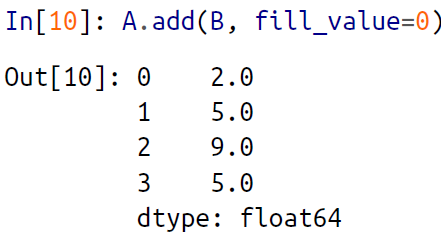 In[10]: A.add(B, fill_value=0)
Out[10]: 0    2.0
         1    5.0
         2    9.0
         3    5.0
         dtype: float64